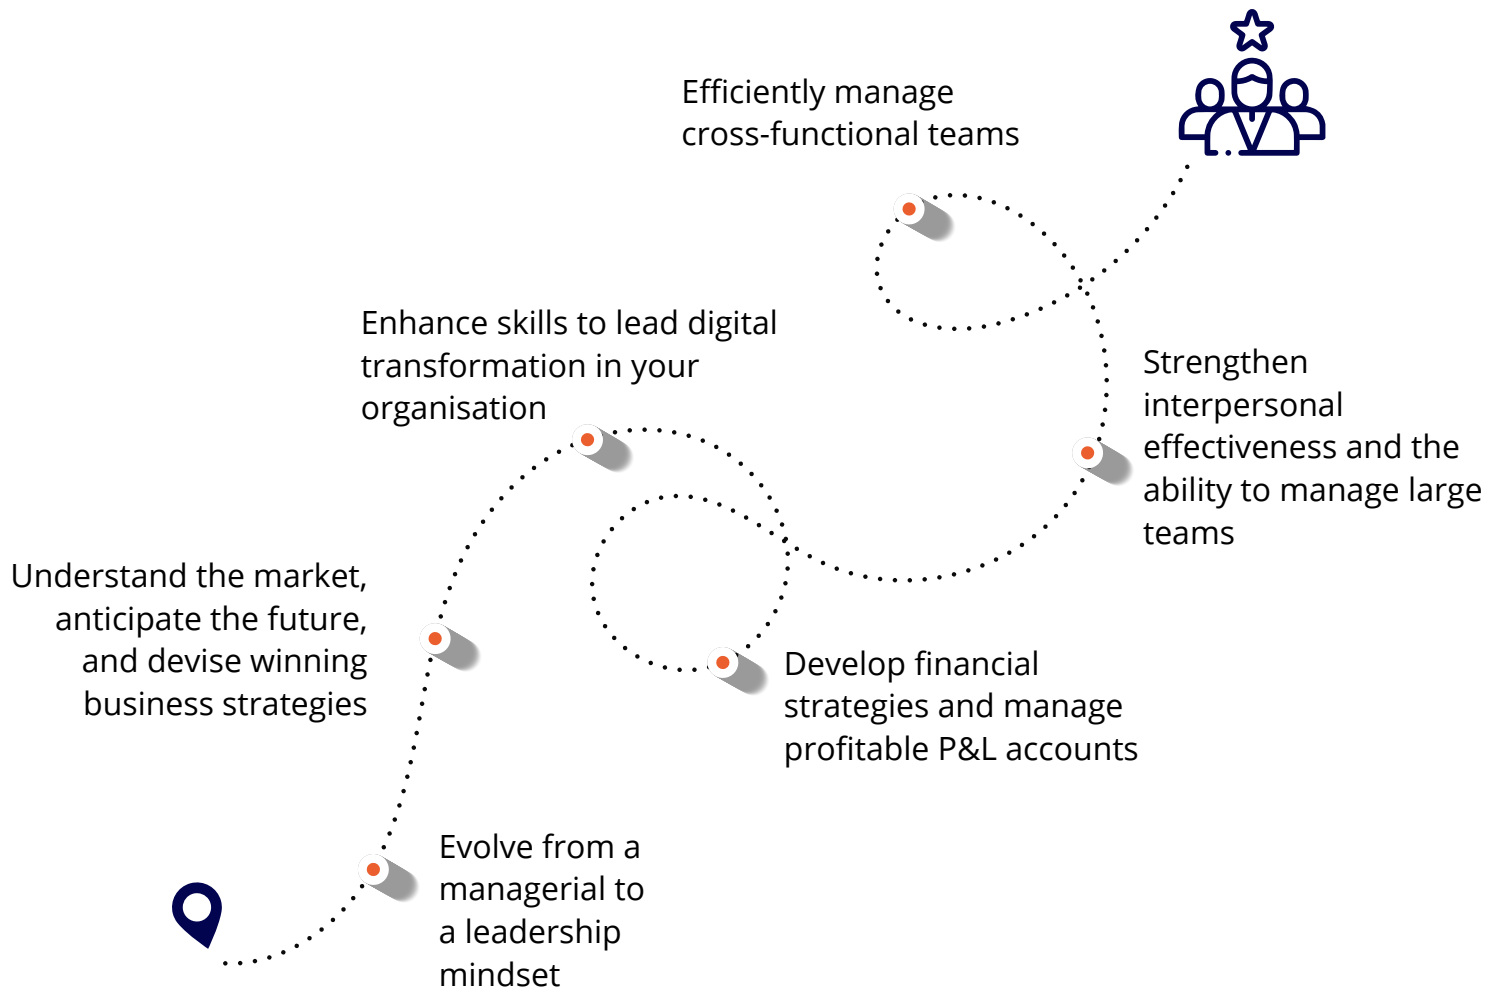 Efficiently manage
cross-functional teams
Enhance skills to lead digital
transformation in your
organisation
Strengthen
interpersonal
effectiveness and the
ability to manage large
teams
Understand the market,
anticipate the future,
and devise winning
business strategies
Develop financial
strategies and manage
profitable P&L accounts
Evolve from a
managerial to
a leadership
mindset